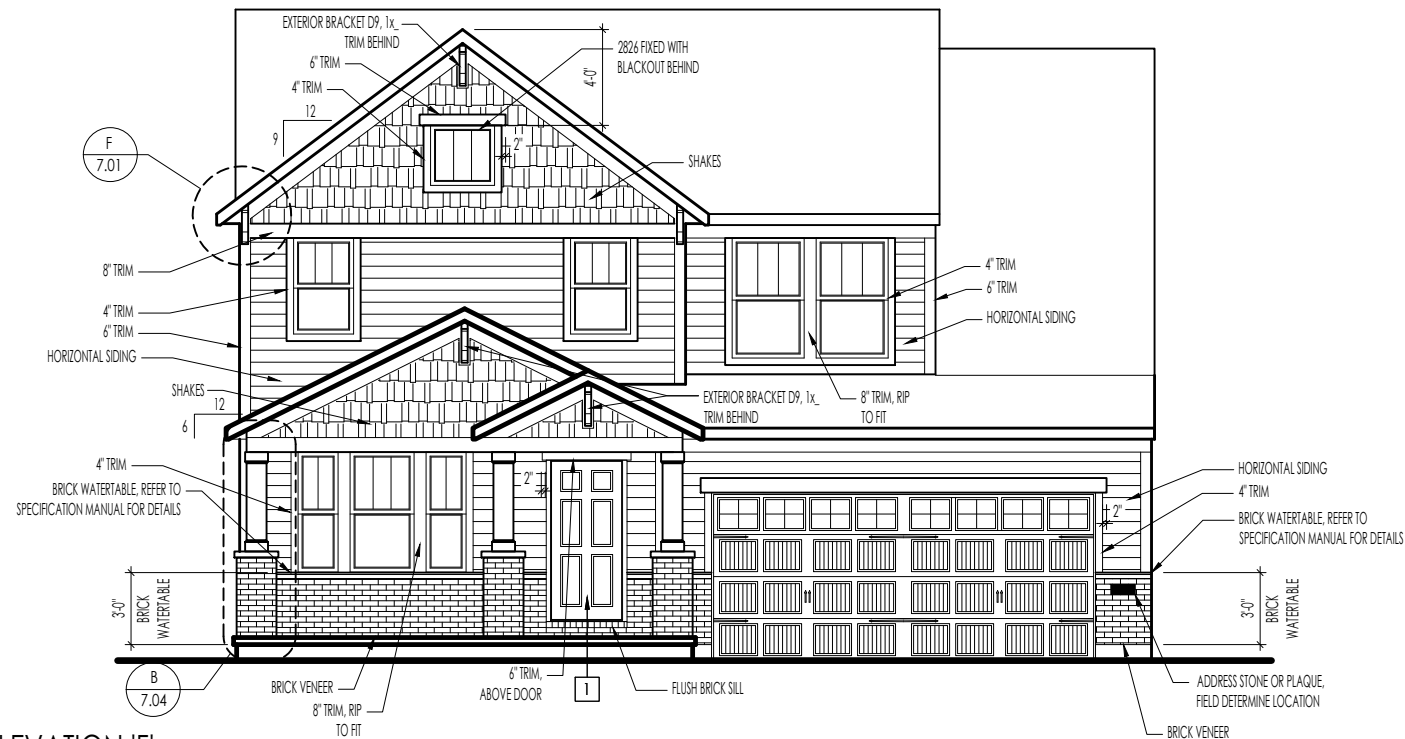 EXTERIOR BRACKET D9, 1x_
TRIM BEHIND
6" TRIM
4" TRIM
2826 FIXED WITH
BLACKOUT BEHIND
4'-0"
12
9
2"
SHAKES
F
7.01
8" TRIM
4" TRIM
6" TRIM
HORIZONTAL SIDING
4" TRIM
6" TRIM
HORIZONTAL SIDING
SHAKES
12
6
EXTERIOR BRACKET D9, 1x_
TRIM BEHIND
8" TRIM, RIP
TO FIT
4" TRIM
BRICK WATERTABLE, REFER TO
SPECIFICATION MANUAL FOR DETAILS
2"
HORIZONTAL SIDING
4" TRIM
2"
BRICK WATERTABLE, REFER TO
SPECIFICATION MANUAL FOR DETAILS
3'-0"
BRICK
WATERTABLE
3'-0"
BRICK
WATERTABLE
B
7.04
BRICK VENEER
8" TRIM, RIP
TO FIT
6" TRIM,
ABOVE DOOR
1
FLUSH BRICK SILL
ADDRESS STONE OR PLAQUE,
FIELD DETERMINE LOCATION
BRICK VENEER